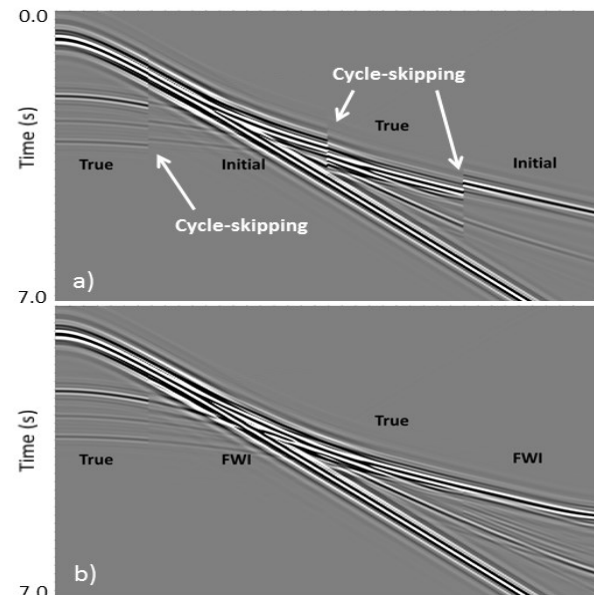 0.0
Cycle-skipping
True
True
Initial
Initial
Cycle-skipping
Time (s)
a)
7.0
True
True
FWI
FWI
Time (s)
b)
7.0